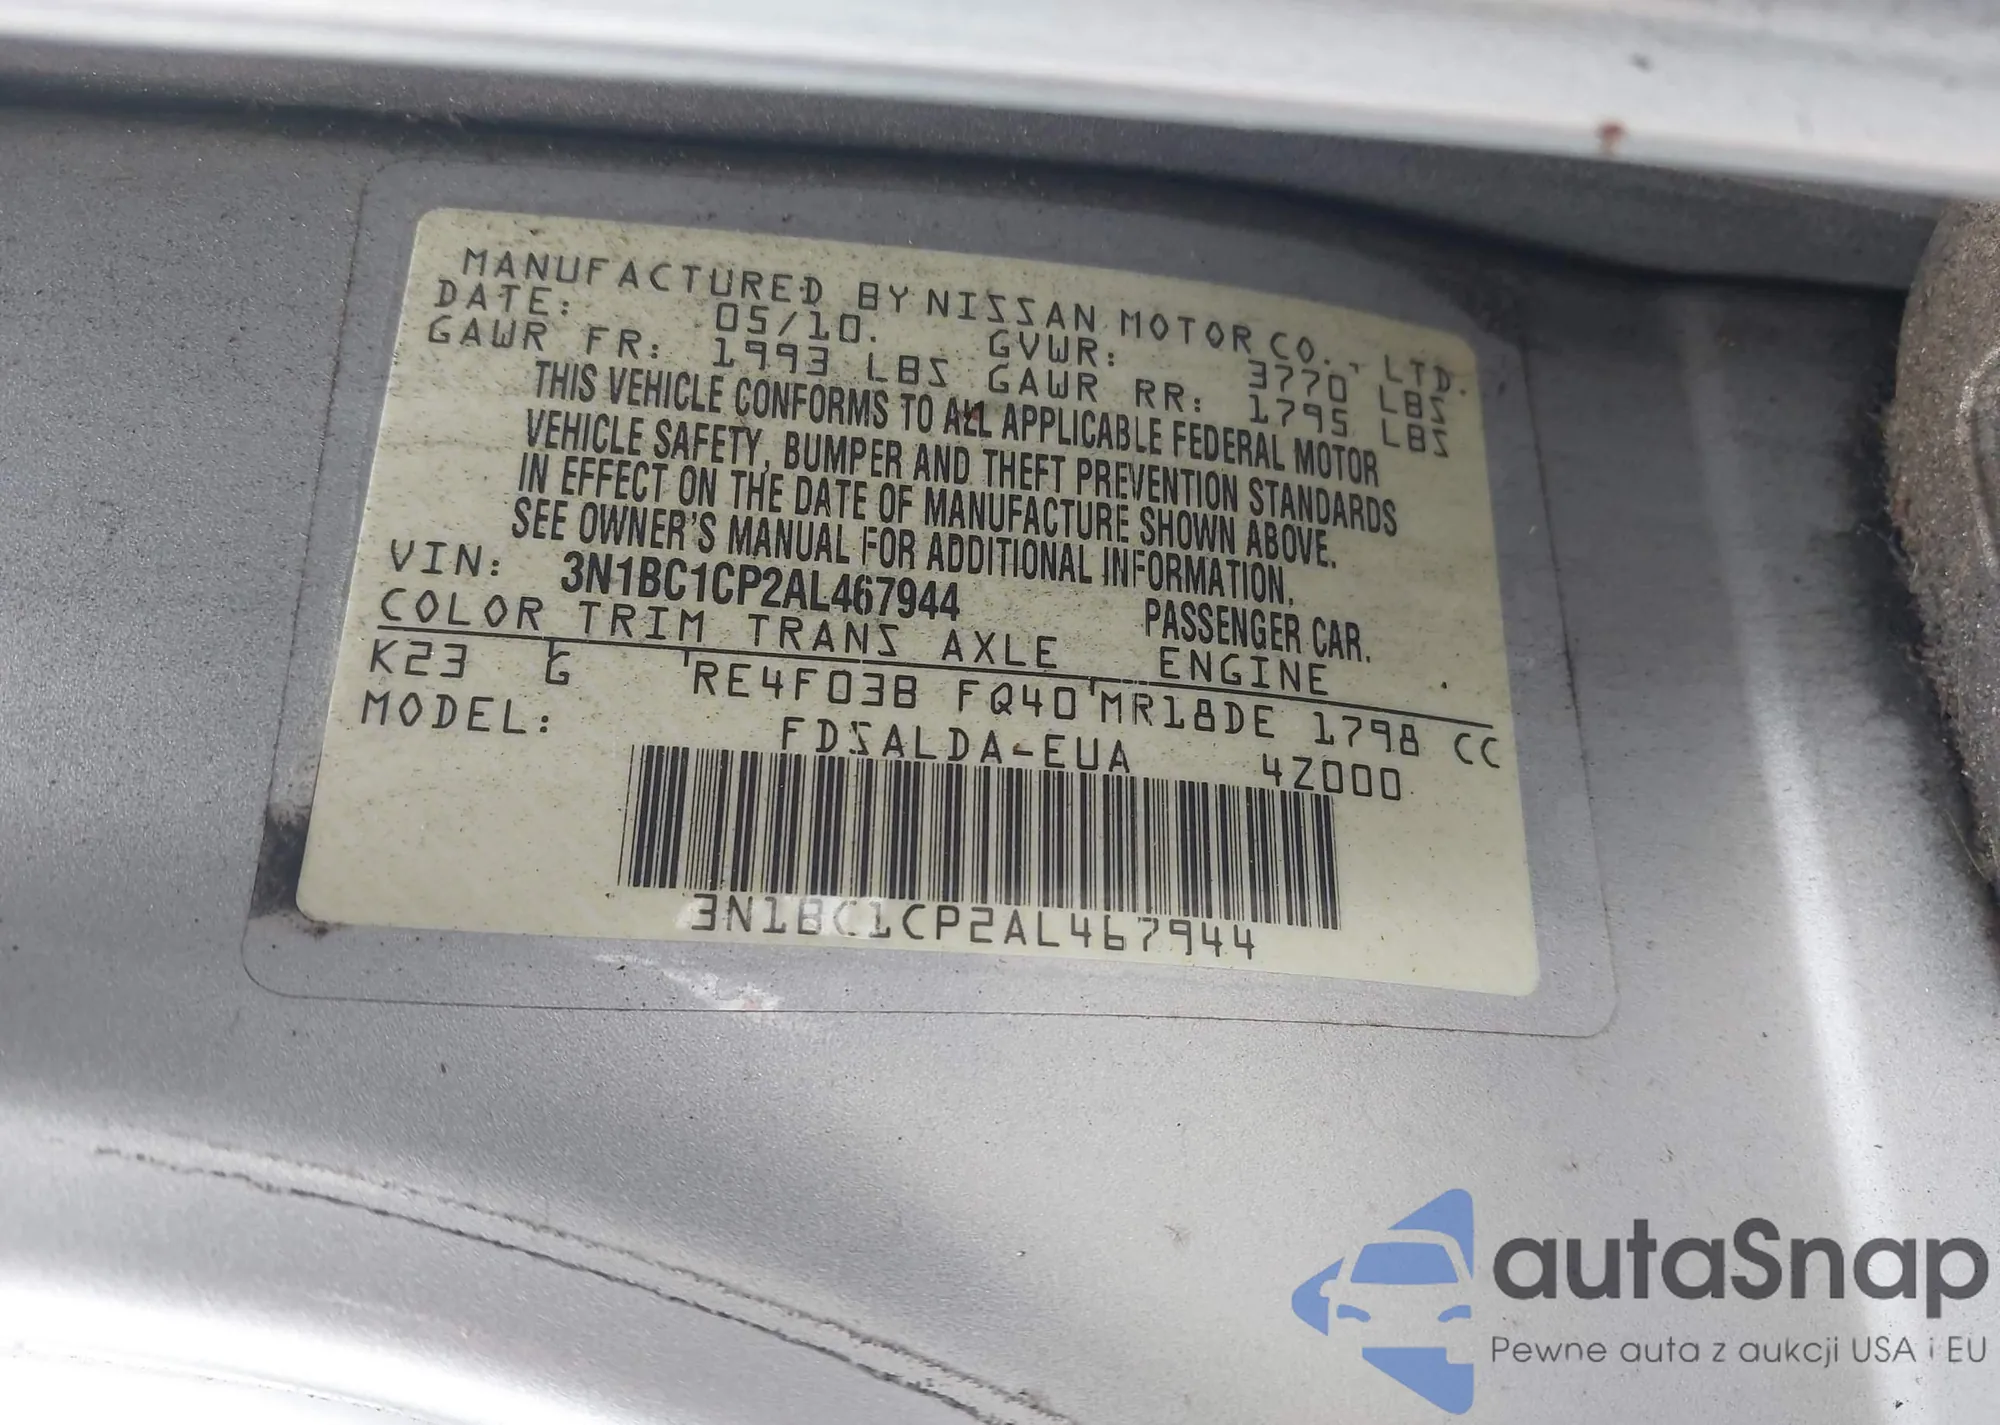 MANUFACTURED BY NISSAN MOTOR CO., LTD.
DATE: 05/10. GVWR: 3770 LBS
GAWR FR: 1993 LBS GAWR RR: 1795 LBS
THIS VEHICLE CONFORMS TO ALL APPLICABLE FEDERAL MOTOR
VEHICLE SAFETY, BUMPER AND THEFT PREVENTION STANDARDS
IN EFFECT ON THE DATE OF MANUFACTURE SHOWN ABOVE.
SEE OWNER'S MANUAL FOR ADDITIONAL INFORMATION.
VIN: 3N1BC1CP2AL467944 PASSENGER CAR.
COLOR TRIM TRANS AXLE ENGINE
K23 G RE4F03B FQ40 MR18DE 1798 CC
MODEL: FDSALDA-EUA 4Z000
3N1BC1CP2AL467944
autaSnap
Pewne auta z aukcji USA i EU